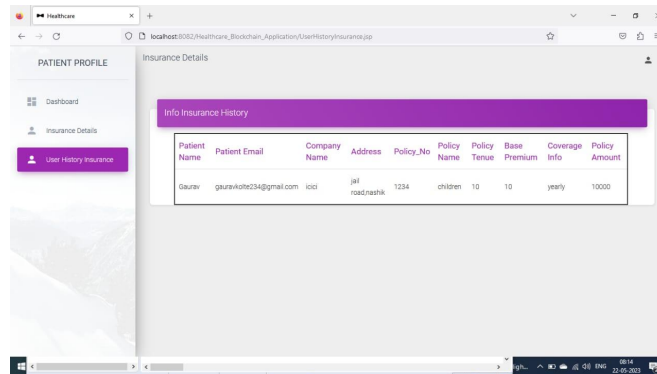 Healthcare
localhost:8082/Healthcare_Blockchain_Application/UserHistoryInsurance.jsp
PATIENT PROFILE
Dashboard
Insurance Details
User History Insurance
Insurance Details
Info Insurance History
Patient Name Patient Email Company Name Address Policy_No Policy Name Policy Tenue Base Premium Coverage Info Policy Amount
Gaurav gauravkolte234@gmail.com icici jail road,nashik 1234 children 10 10 yearly 10000
ENG 08:14
22-05-2023